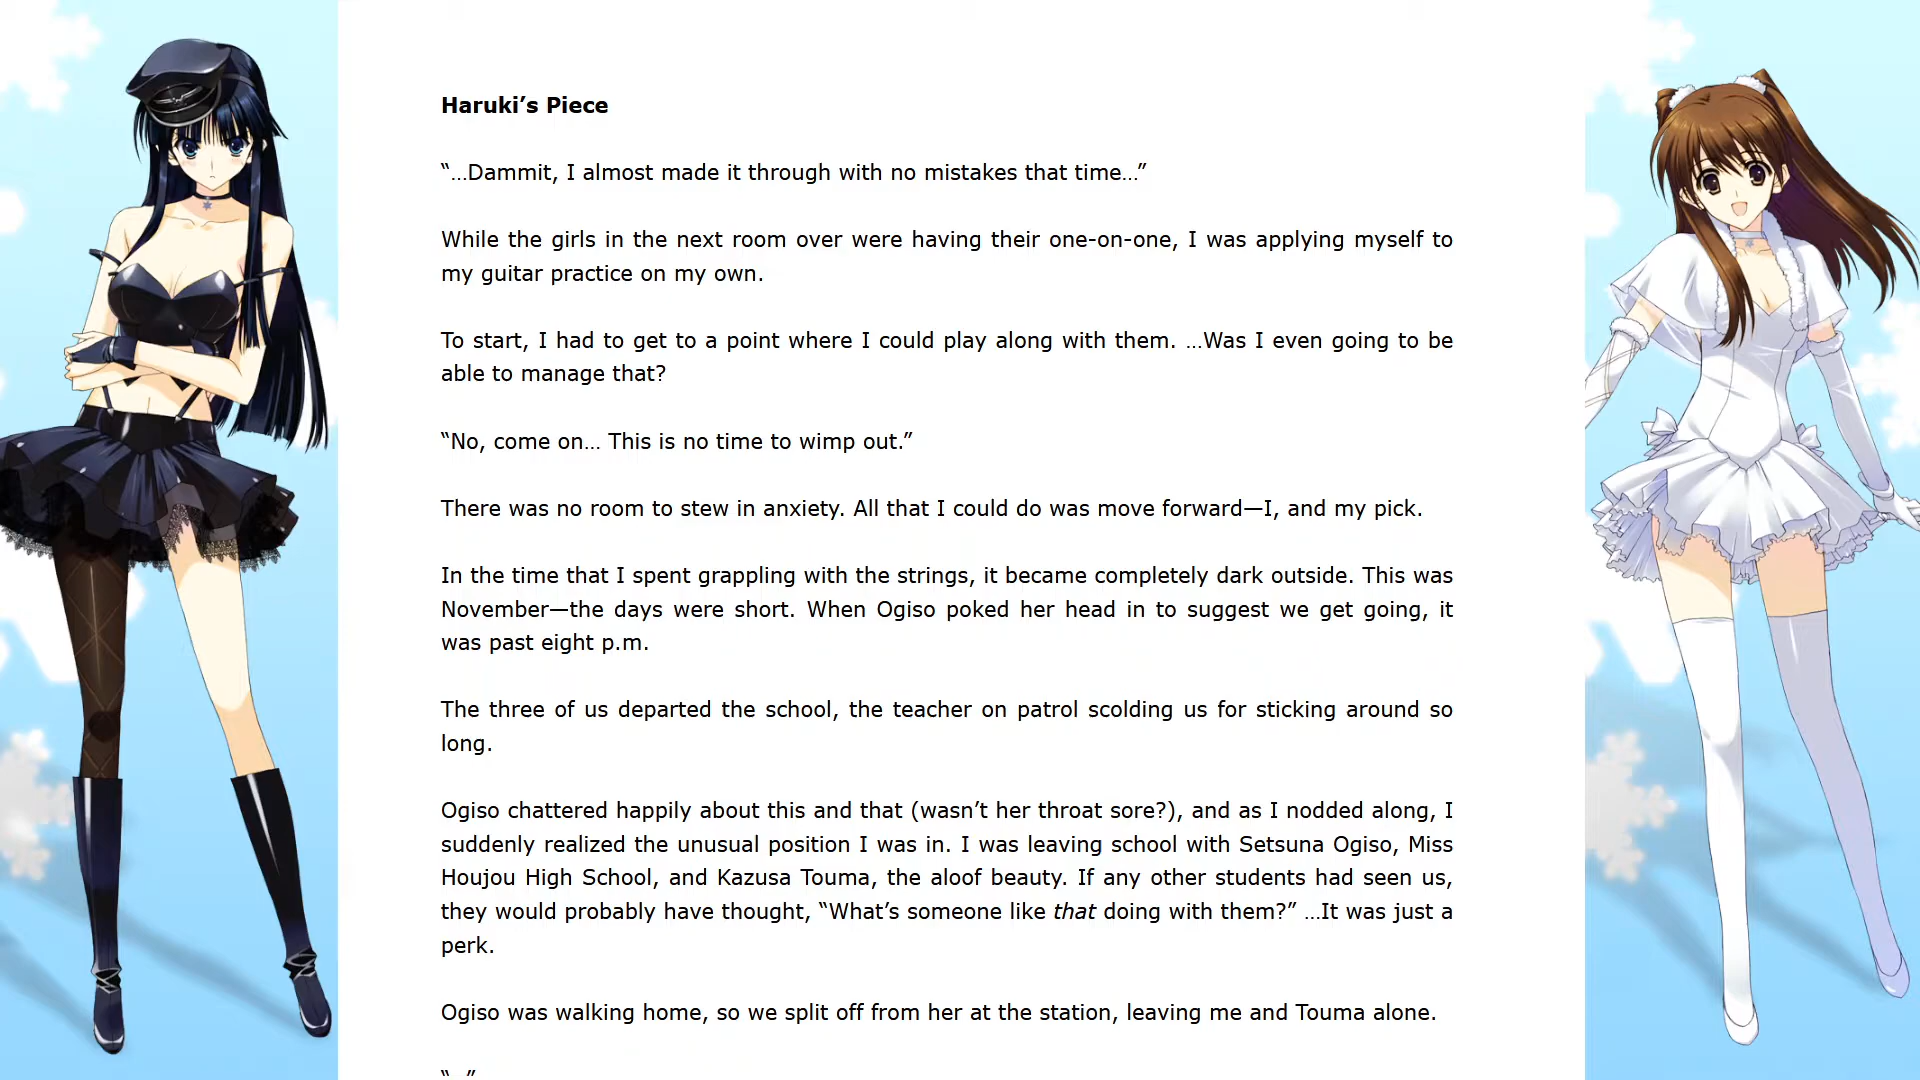 Haruki’s Piece
“…Dammit, I almost made it through with no mistakes that time…”
While the girls in the next room over were having their one-on-one, I was applying myself to
my guitar practice on my own.
To start, I had to get to a point where I could play along with them. …Was I even going to be
able to manage that?
“No, come on… This is no time to wimp out.”
There was no room to stew in anxiety. All that I could do was move forward—I, and my pick.
In the time that I spent grappling with the strings, it became completely dark outside. This was
November—the days were short. When Ogiso poked her head in to suggest we get going, it
was past eight p.m.
The three of us departed the school, the teacher on patrol scolding us for sticking around so
long.
Ogiso chattered happily about this and that (wasn’t her throat sore?), and as I nodded along, I
suddenly realized the unusual position I was in. I was leaving school with Setsuna Ogiso, Miss
Houjou High School, and Kazusa Touma, the aloof beauty. If any other students had seen us,
they would probably have thought, “What’s someone like that doing with them?” …It was just a
perk.
Ogiso was walking home, so we split off from her at the station, leaving me and Touma alone.
“…”